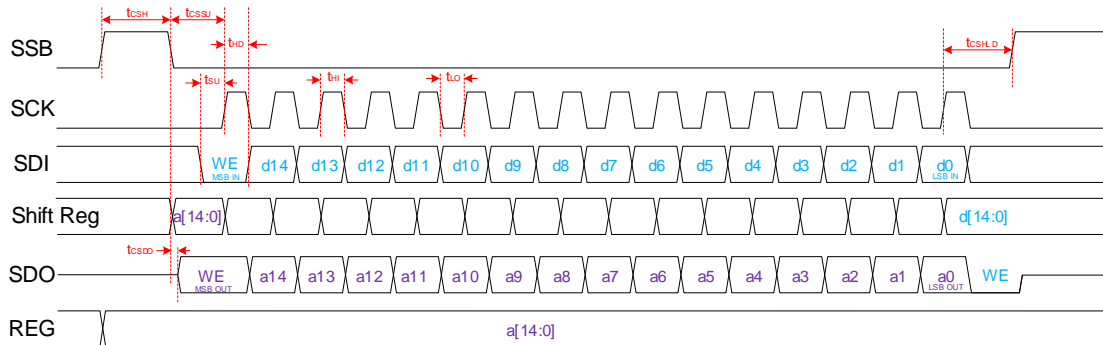 tCSH tCSSU
SSB tHD tCSHLD
tSU tHI tLO
SCK
SDI WE d14 d13 d12 d11 d10 d9 d8 d7 d6 d5 d4 d3 d2 d1 d0
MSB IN LSB IN
Shift Reg a[14:0] d[14:0]
tCSDO
SDO WE a14 a13 a12 a11 a10 a9 a8 a7 a6 a5 a4 a3 a2 a1 a0 WE
MSB OUT LSB OUT
REG a[14:0]